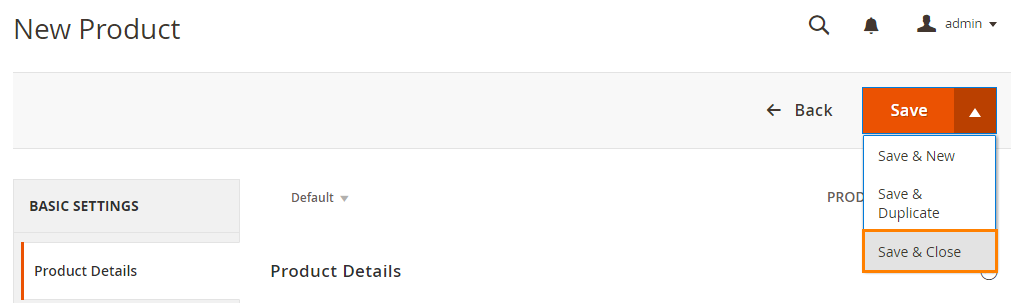 New Product
admin
Back
Save
Save & New
Save &
Duplicate
Save & Close
BASIC SETTINGS
Default
Product Details
Product Details